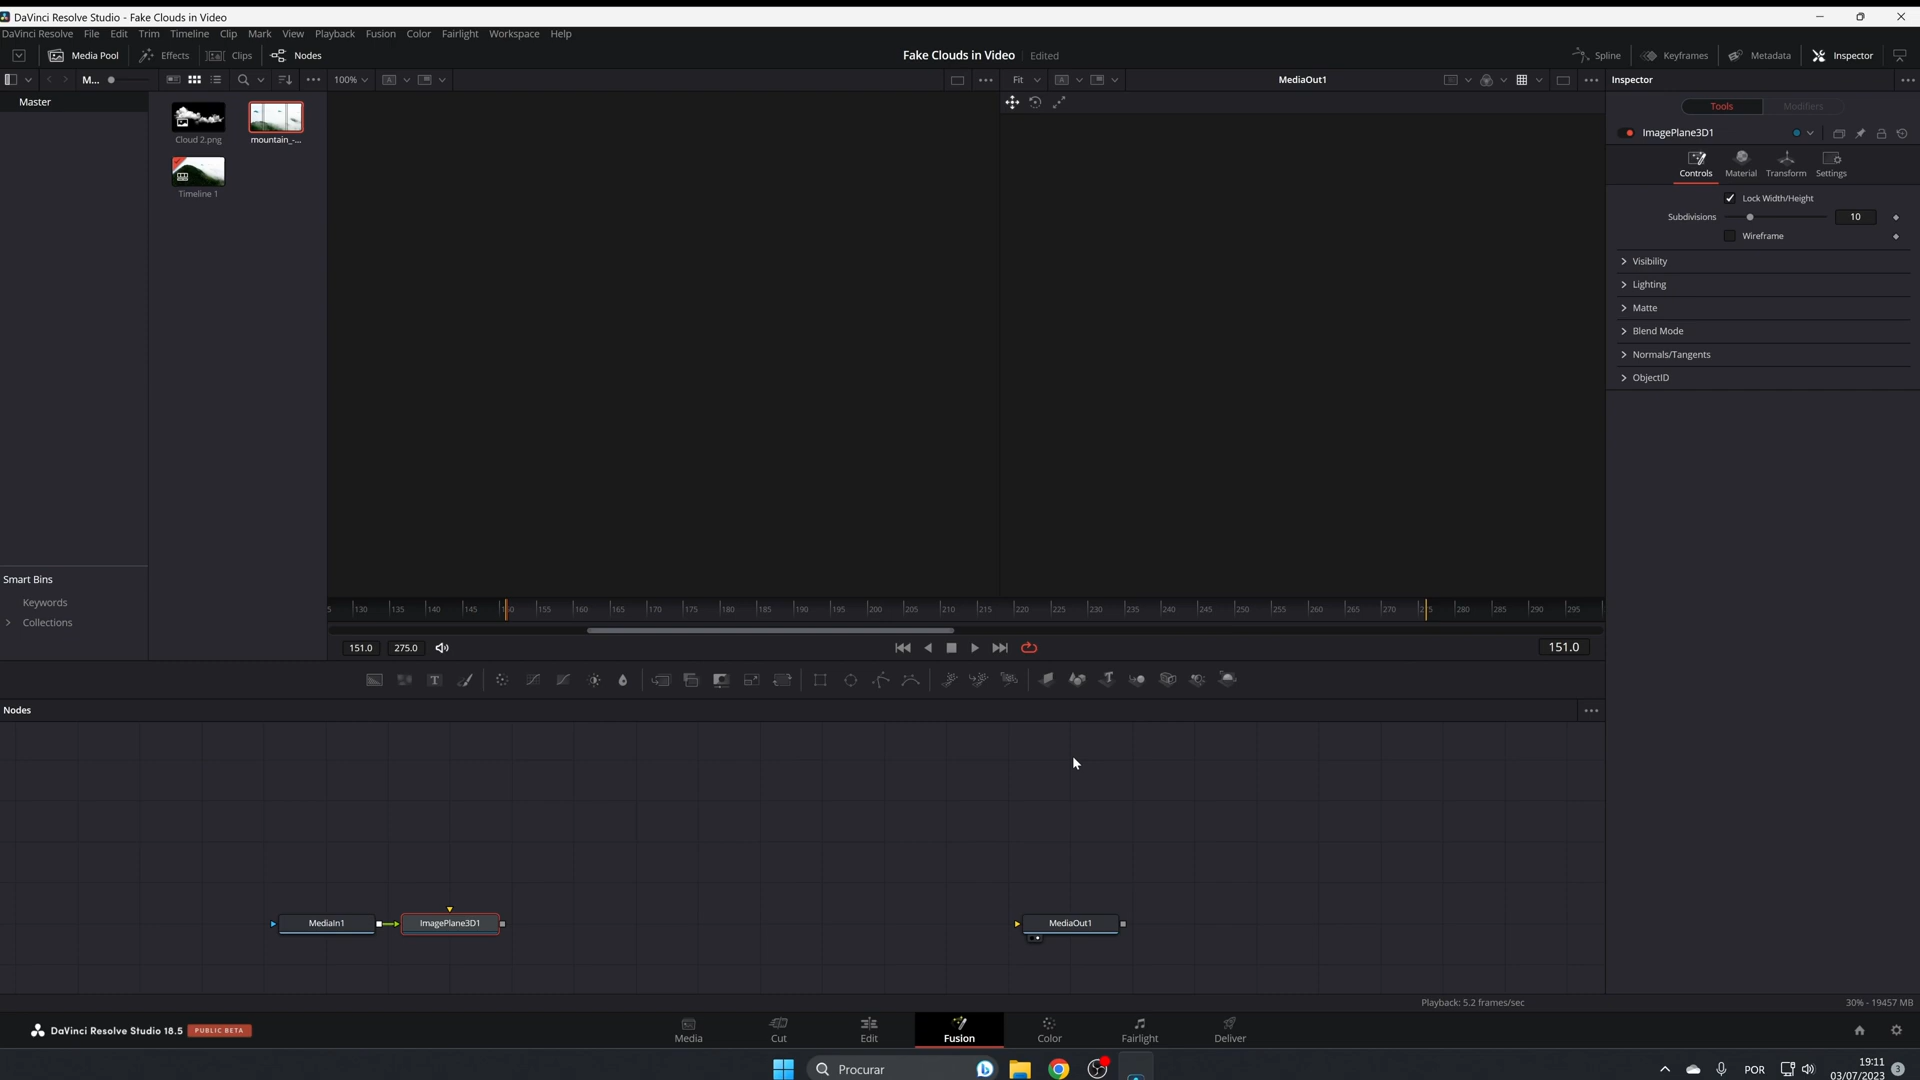 DaVinci Resolve Studio - Fake Clouds in Video
DaVinci Resolve File Edit Trim Timeline Clip Mark View Playback Fusion Color Fairlight Workspace Help
Media Pool Effects Clips Nodes Fake Clouds in Video Edited Spline Keyframes Metadata Inspector
M... 100% Fit MediaOut1 Inspector
Master
Tools Modifiers
Cloud 2.png mountain_-...
ImagePlane3D1
Controls Material Transform Settings
Timeline 1
Lock Width/Height
Subdivisions 10
Wireframe
Visibility
Lighting
Matte
Blend Mode
Normals/Tangents
ObjectID
Smart Bins
Keywords
Collections
130 135 140 145 155 160 165 170 175 180 185 190 195 200 205 210 215 220 225 230 235 240 245 250 255 260 265 270 280 285 290 295
151.0 275.0 151.0
Nodes
MediaIn1 ImagePlane3D1 MediaOut1
Playback: 5.2 frames/sec 30% - 19457 MB
DaVinci Resolve Studio 18.5 PUBLIC BETA
Media Cut Edit Fusion Color Fairlight Deliver
Procurar
POR
19:11
03/07/2023
3